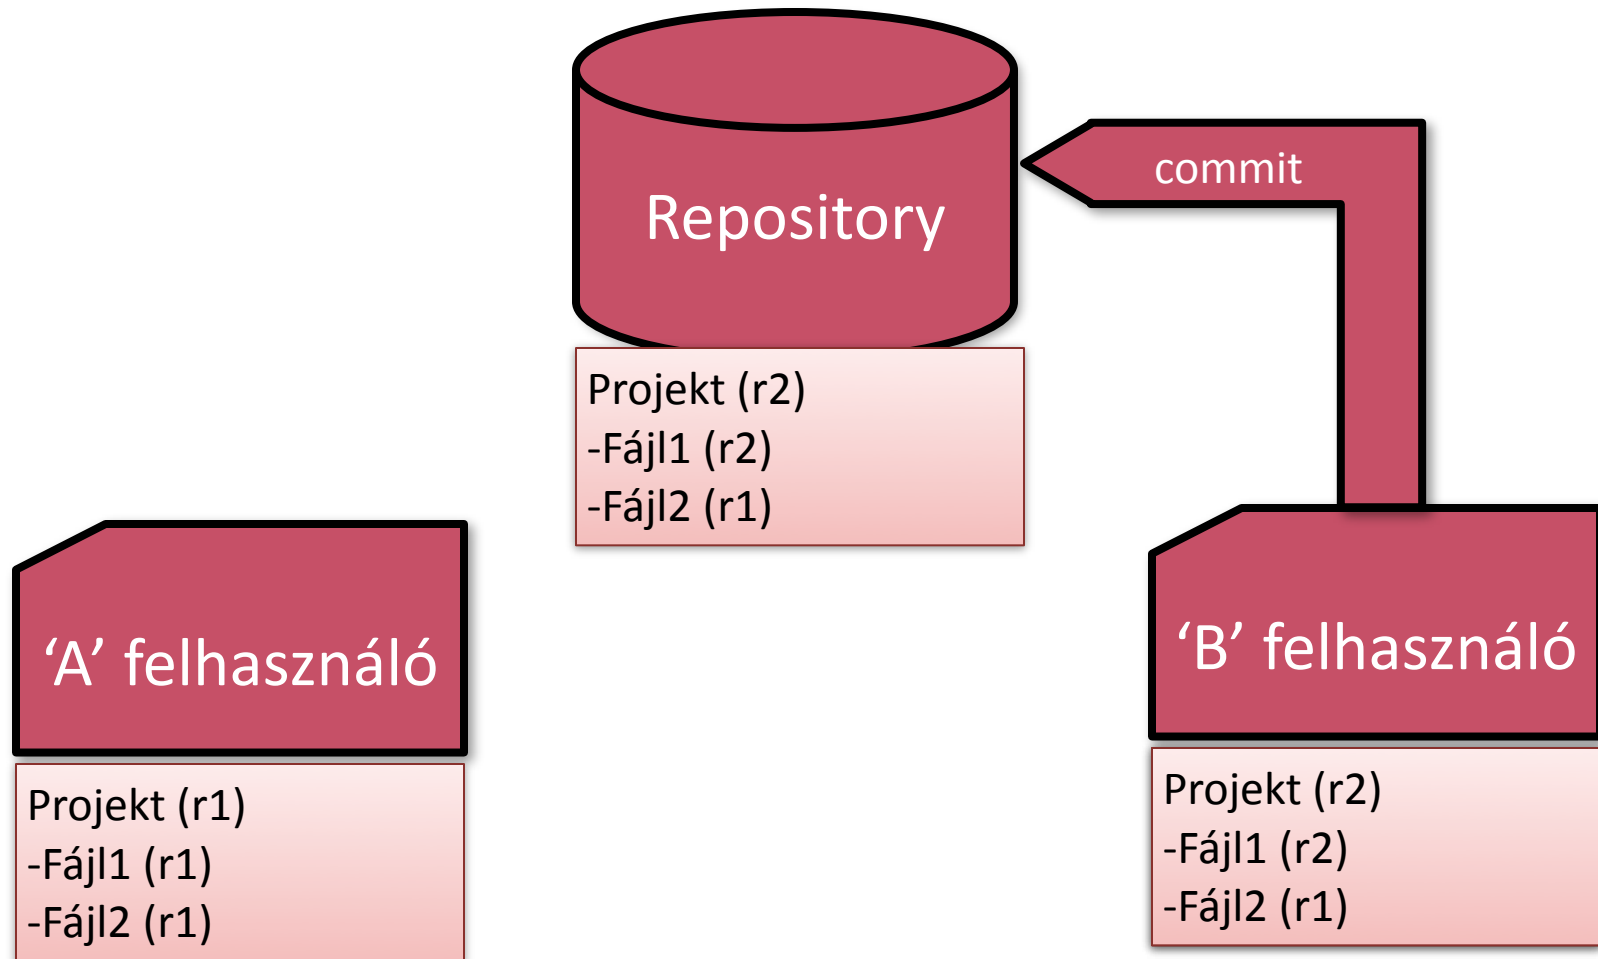 Repository
commit
Projekt (r2)
-Fájl1 (r2)
-Fájl2 (r1)
‘A’ felhasználó
Projekt (r1)
-Fájl1 (r1)
-Fájl2 (r1)
‘B’ felhasználó
Projekt (r2)
-Fájl1 (r2)
-Fájl2 (r1)